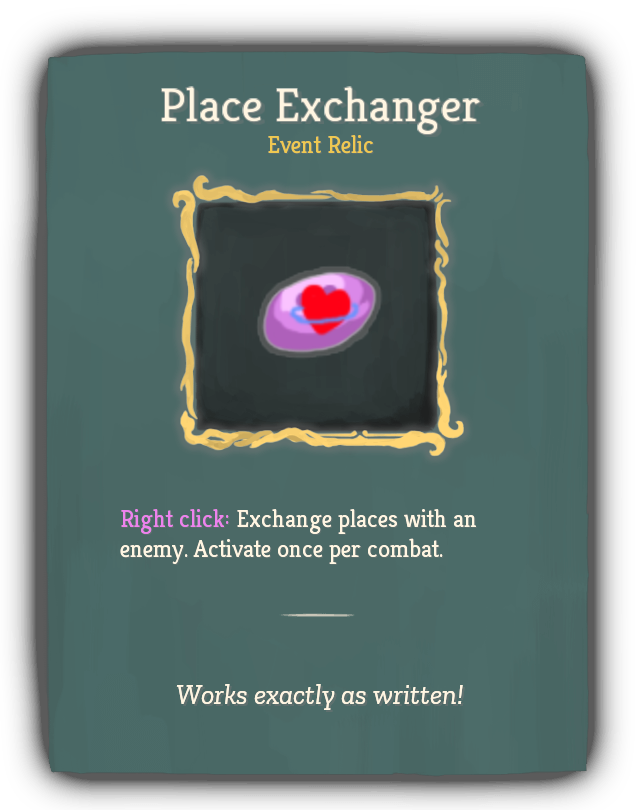 Place Exchanger
Event Relic
Right click: Exchange places with an
enemy. Activate once per combat.
Works exactly as written!